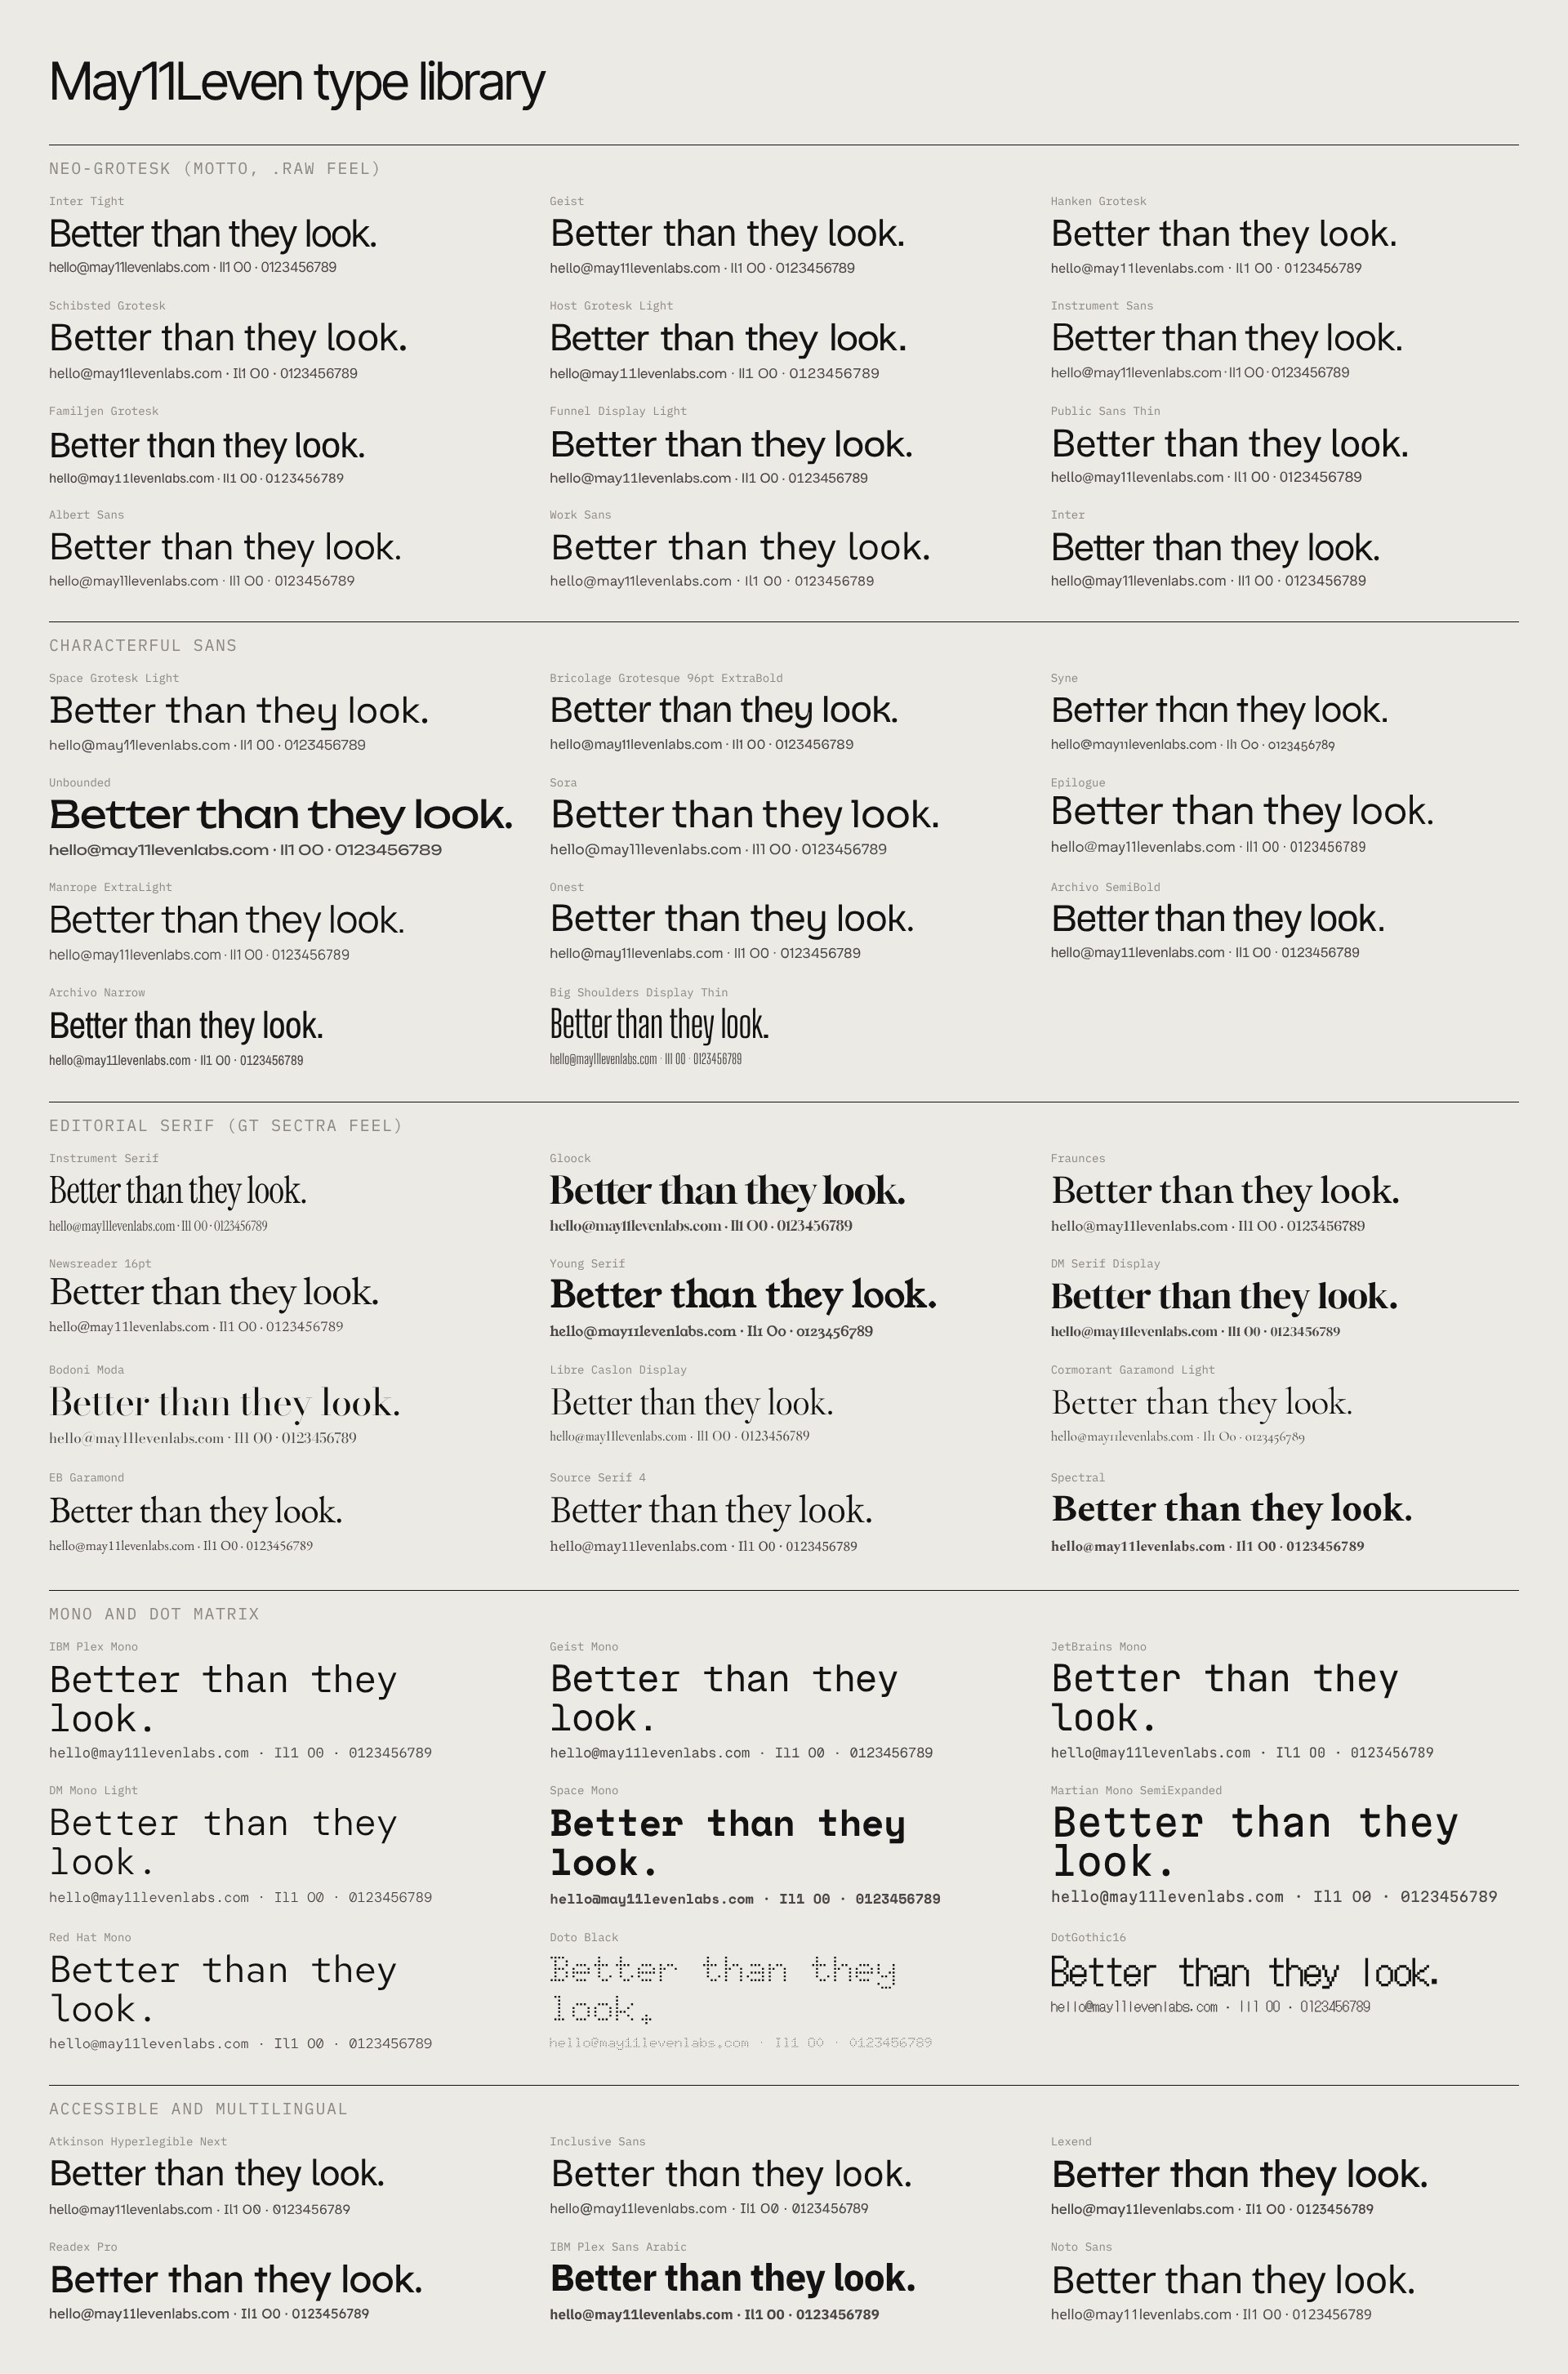 May11Leven type library
NEO-GROTESK (MOTTO, .RAW FEEL)
Inter Tight
Better than they look.
hello@may11levenlabs.com · Il1 O0 · 0123456789
Geist
Better than they look.
hello@may11levenlabs.com · Il1 O0 · 0123456789
Hanken Grotesk
Better than they look.
hello@may11levenlabs.com · Il1 O0 · 0123456789
Schibsted Grotesk
Better than they look.
hello@may11levenlabs.com · Il1 O0 · 0123456789
Host Grotesk Light
Better than they look.
hello@may11levenlabs.com · Il1 O0 · 0123456789
Instrument Sans
Better than they look.
hello@may11levenlabs.com · Il1 O0 · 0123456789
Familjen Grotesk
Better than they look.
hello@may11levenlabs.com · Il1 O0 · 0123456789
Funnel Display Light
Better than they look.
hello@may11levenlabs.com · Il1 O0 · 0123456789
Public Sans Thin
Better than they look.
hello@may11levenlabs.com · Il1 O0 · 0123456789
Albert Sans
Better than they look.
hello@may11levenlabs.com · Il1 O0 · 0123456789
Work Sans
Better than they look.
hello@may11levenlabs.com · Il1 O0 · 0123456789
Inter
Better than they look.
hello@may11levenlabs.com · Il1 O0 · 0123456789
CHARACTERFUL SANS
Space Grotesk Light
Better than they look.
hello@may11levenlabs.com · Il1 O0 · 0123456789
Bricolage Grotesque 96pt ExtraBold
Better than they look.
hello@may11levenlabs.com · Il1 O0 · 0123456789
Syne
Better than they look.
hello@may11levenlabs.com · Il1 O0 · 0123456789
Unbounded
Better than they look.
hello@may11levenlabs.com · Il1 O0 · 0123456789
Sora
Better than they look.
hello@may11levenlabs.com · Il1 O0 · 0123456789
Epilogue
Better than they look.
hello@may11levenlabs.com · Il1 O0 · 0123456789
Manrope ExtraLight
Better than they look.
hello@may11levenlabs.com · Il1 O0 · 0123456789
Onest
Better than they look.
hello@may11levenlabs.com · Il1 O0 · 0123456789
Archivo SemiBold
Better than they look.
hello@may11levenlabs.com · Il1 O0 · 0123456789
Archivo Narrow
Better than they look.
hello@may11levenlabs.com · Il1 O0 · 0123456789
Big Shoulders Display Thin
Better than they look.
hello@may11levenlabs.com · Il1 O0 · 0123456789
EDITORIAL SERIF (GT SECTRA FEEL)
Instrument Serif
Better than they look.
hello@may11levenlabs.com · Il1 O0 · 0123456789
Gloock
Better than they look.
hello@may11levenlabs.com · Il1 O0 · 0123456789
Fraunces
Better than they look.
hello@may11levenlabs.com · Il1 O0 · 0123456789
Newsreader 16pt
Better than they look.
hello@may11levenlabs.com · Il1 O0 · 0123456789
Young Serif
Better than they look.
hello@may11levenlabs.com · Il1 O0 · 0123456789
DM Serif Display
Better than they look.
hello@may11levenlabs.com · Il1 O0 · 0123456789
Bodoni Moda
Better than they look.
hello@may11levenlabs.com · Il1 O0 · 0123456789
Libre Caslon Display
Better than they look.
hello@may11levenlabs.com · Il1 O0 · 0123456789
Cormorant Garamond Light
Better than they look.
hello@may11levenlabs.com · Il1 O0 · 0123456789
EB Garamond
Better than they look.
hello@may11levenlabs.com · Il1 O0 · 0123456789
Source Serif 4
Better than they look.
hello@may11levenlabs.com · Il1 O0 · 0123456789
Spectral
Better than they look.
hello@may11levenlabs.com · Il1 O0 · 0123456789
MONO AND DOT MATRIX
IBM Plex Mono
Better than they
look.
hello@may11levenlabs.com · Il1 O0 · 0123456789
Geist Mono
Better than they
look.
hello@may11levenlabs.com · Il1 O0 · 0123456789
JetBrains Mono
Better than they
look.
hello@may11levenlabs.com · Il1 O0 · 0123456789
DM Mono Light
Better than they
look.
hello@may11levenlabs.com · Il1 O0 · 0123456789
Space Mono
Better than they
look.
hello@may11levenlabs.com · Il1 O0 · 0123456789
Martian Mono SemiExpanded
Better than they
look.
hello@may11levenlabs.com · Il1 O0 · 0123456789
Red Hat Mono
Better than they
look.
hello@may11levenlabs.com · Il1 O0 · 0123456789
Doto Black
Better than they
look.
hello@may11levenlabs.com · Il1 O0 · 0123456789
DotGothic16
Better than they look.
hello@may11levenlabs.com · Il1 O0 · 0123456789
ACCESSIBLE AND MULTILINGUAL
Atkinson Hyperlegible Next
Better than they look.
hello@may11levenlabs.com · Il1 O0 · 0123456789
Inclusive Sans
Better than they look.
hello@may11levenlabs.com · Il1 O0 · 0123456789
Lexend
Better than they look.
hello@may11levenlabs.com · Il1 O0 · 0123456789
Readex Pro
Better than they look.
hello@may11levenlabs.com · Il1 O0 · 0123456789
IBM Plex Sans Arabic
Better than they look.
hello@may11levenlabs.com · Il1 O0 · 0123456789
Noto Sans
Better than they look.
hello@may11levenlabs.com · Il1 O0 · 0123456789